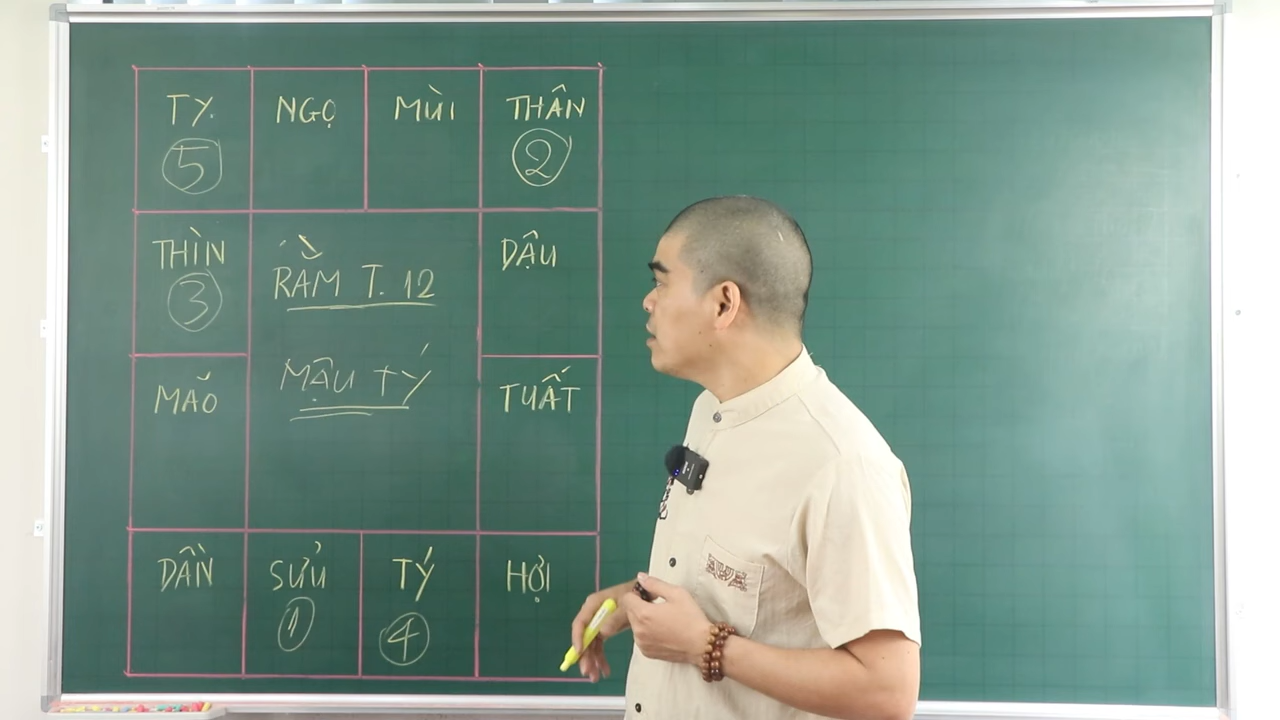 TỴ
5
NGỌ
MÙI
THÂN
2
THÌN
3
RẰM T.12
DẬU
MÃO
MẬU TÝ
TUẤT
DẦN
SỬU
1
TÝ
4
HỢI